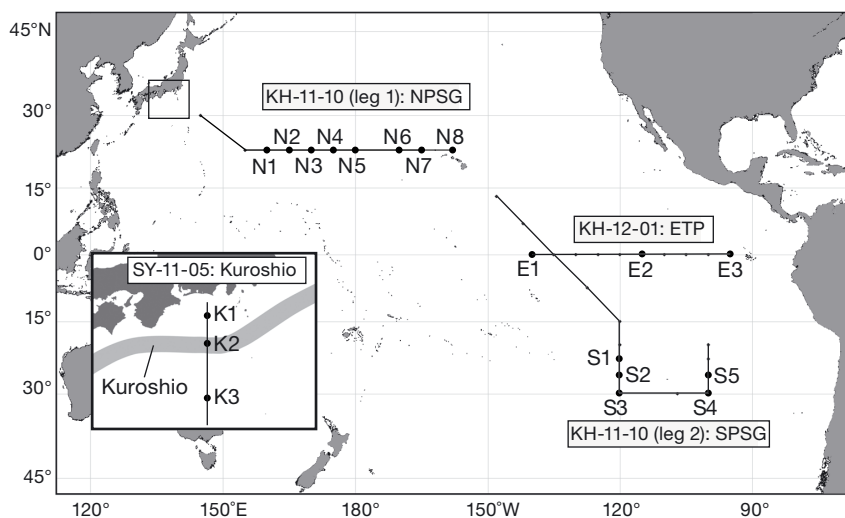 45°N
KH-11-10 (leg 1): NPSG
30°
N2 N4 N6 N8
N1 N3 N5 N7
15°
KH-12-01: ETP
0°
E1 E2 E3
SY-11-05: Kuroshio
K1
15°
K2
S1
Kuroshio
S2 S5
30°
K3
S3 S4
KH-11-10 (leg 2): SPSG
45°
120° 150°E 180° 150°W 120° 90°